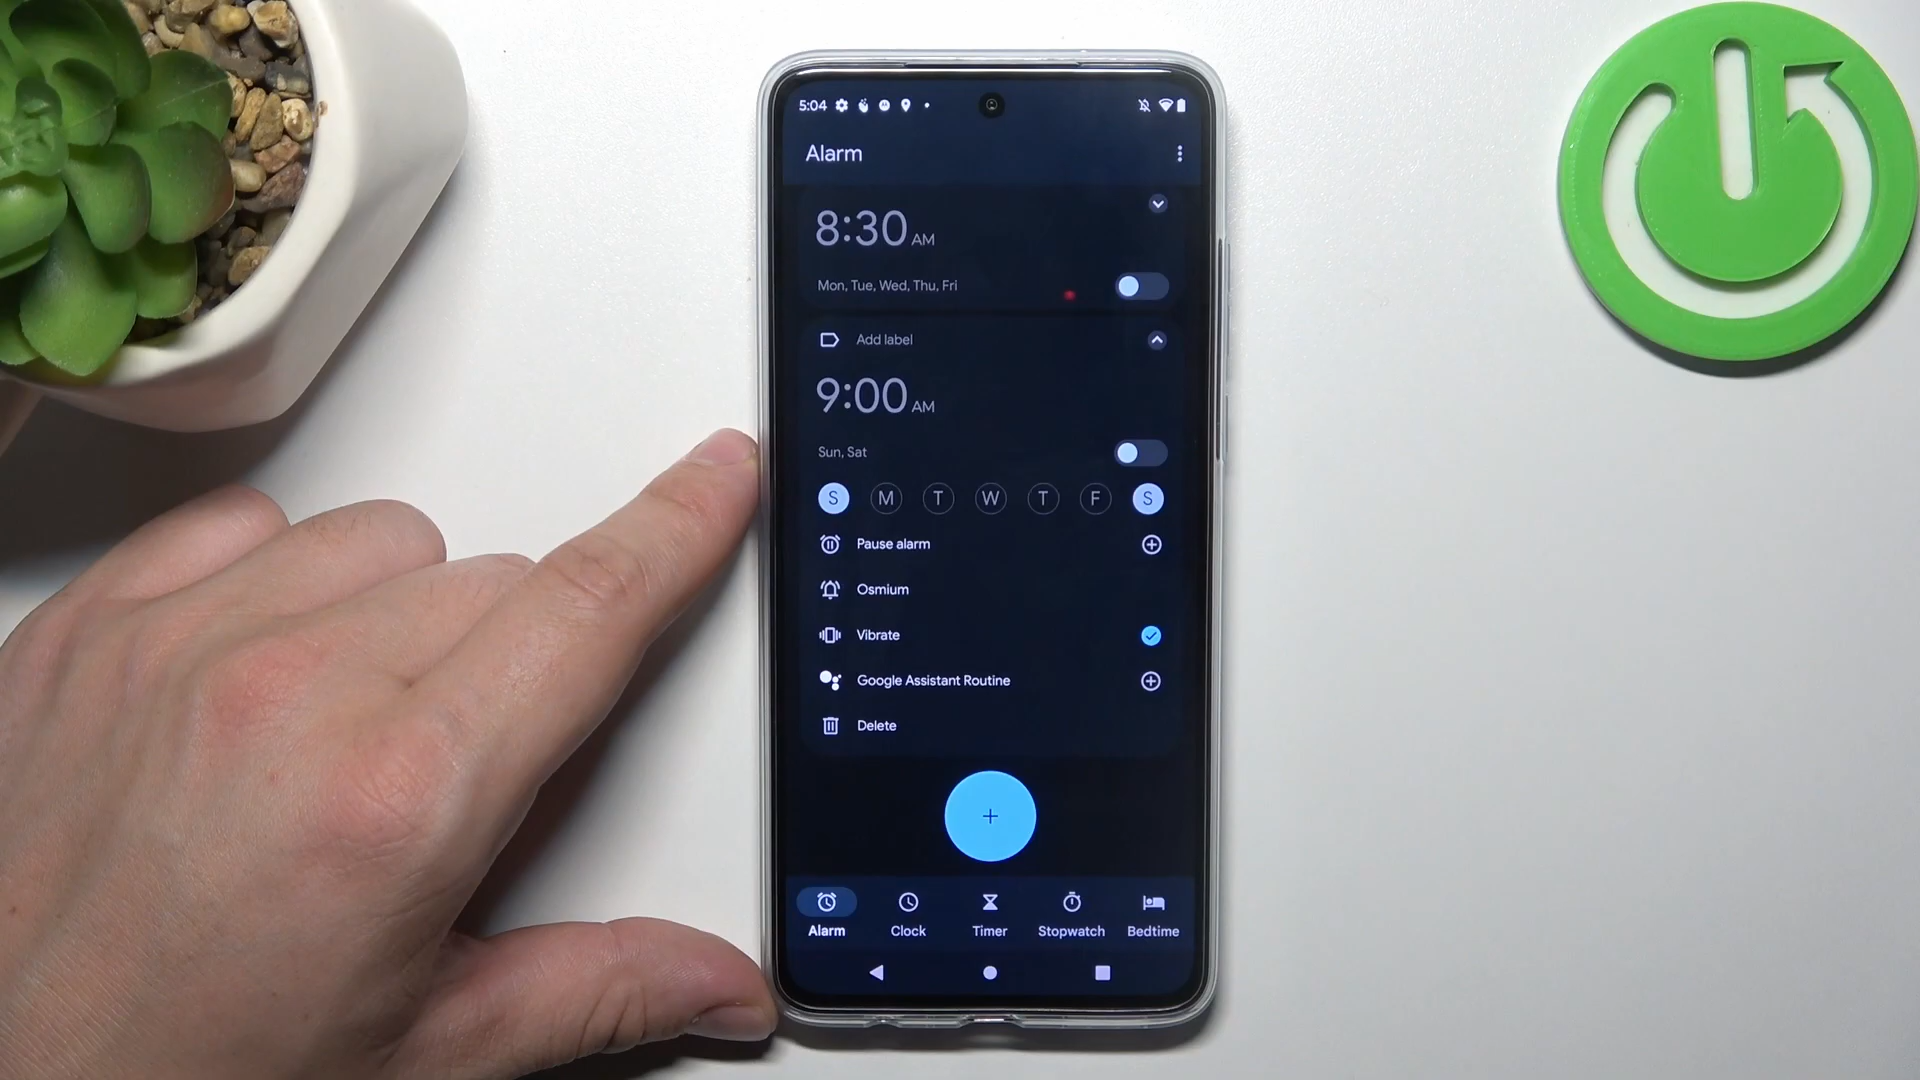 5:04
Alarm
8:30 AM
Mon, Tue, Wed, Thu, Fri
Add label
9:00 AM
Sun, Sat
S M T W T F S
Pause alarm
Osmium
Vibrate
Google Assistant Routine
Delete
Alarm Clock Timer Stopwatch Bedtime